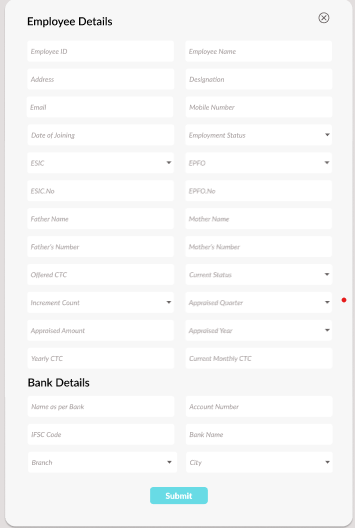 Employee Details
Employee ID Employee Name
Address Designation
Email Mobile Number
Date of Joining Employment Status
ESIC EPFO
ESIC.No EPFO.No
Father Name Mother Name
Father's Number Mother's Number
Offered CTC Current Status
Increment Count Appraised Quarter
Appraised Amount Appraised Year
Yearly CTC Current Monthly CTC
Bank Details
Name as per Bank Account Number
IFSC Code Bank Name
Branch City
Submit